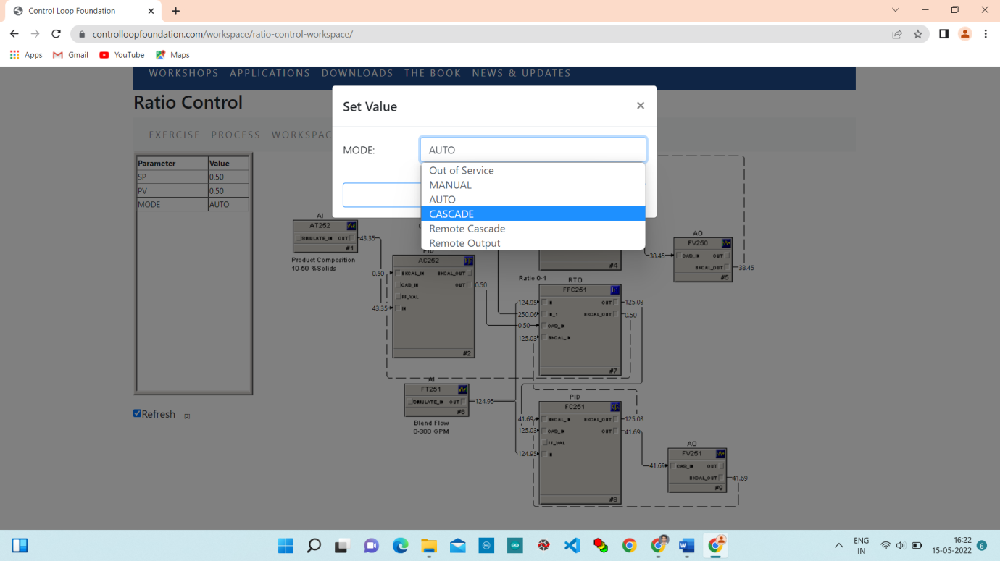 Control Loop Foundation
controlloopfoundation.com/workspace/ratio-control-workspace/
Apps Gmail YouTube Maps
WORKSHOPS APPLICATIONS DOWNLOADS THE BOOK NEWS & UPDATES
Ratio Control
EXERCISE PROCESS WORKSPAC
Set Value
×
MODE:
AUTO
Out of Service
MANUAL
AUTO
CASCADE
Remote Cascade
Remote Output
Parameter Value
SP 0.50
PV 0.50
MODE AUTO
Refresh [3]
AI
AT252
SIMULATE_IN OUT
43.35
#1
Product Composition
10-50 %Solids
PID
AC252
0.50
BKCAL_IN BKCAL_OUT
CAS_IN OUT
0.50
FF_VAL
43.35
IN
#2
#4
AO
FV250
38.45
CAS_IN OUT
BKCAL_OUT
38.45
#5
Ratio 0-1
RTO
FFC251
124.95
IN OUT
125.03
250.06
IN_1 BKCAL_OUT
0.50
0.50
CAS_IN
125.03
BKCAL_IN
#7
AI
FT251
SIMULATE_IN OUT
124.95
#6
Blend Flow
0-300 GPM
PID
FC251
41.69
BKCAL_IN BKCAL_OUT
125.03
125.03
CAS_IN OUT
41.69
FF_VAL
124.95
IN
#8
AO
FV251
41.69
CAS_IN OUT
BKCAL_OUT
41.69
#9
ENG
IN
16:22
15-05-2022
6